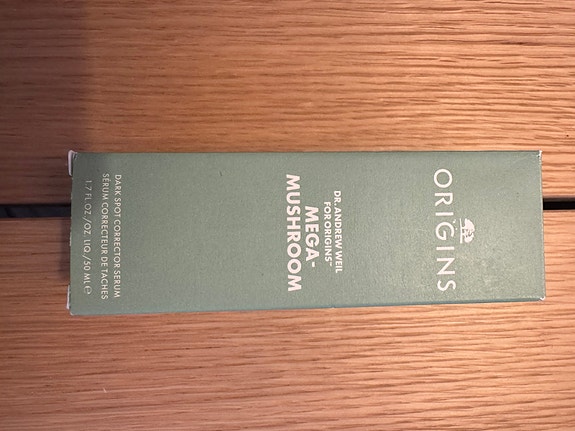 ORIGINS
DR. ANDREW WEIL
FOR ORIGINS™
MEGA-
MUSHROOM
DARK SPOT CORRECTOR SERUM
SÉRUM CORRECTEUR DE TACHES
1.7 FL OZ /OZ LIQ / 50 ML ℮